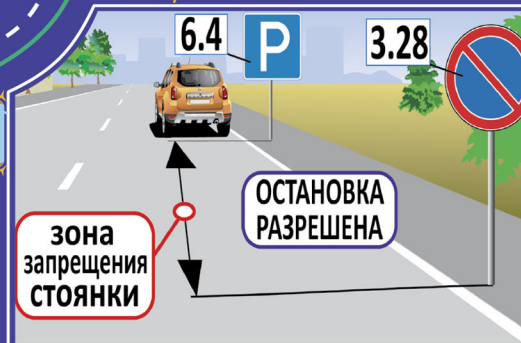 6.4
P
3.28
ОСТАНОВКА
РАЗРЕШЕНА
зона
запрещения
СТОЯНКИ